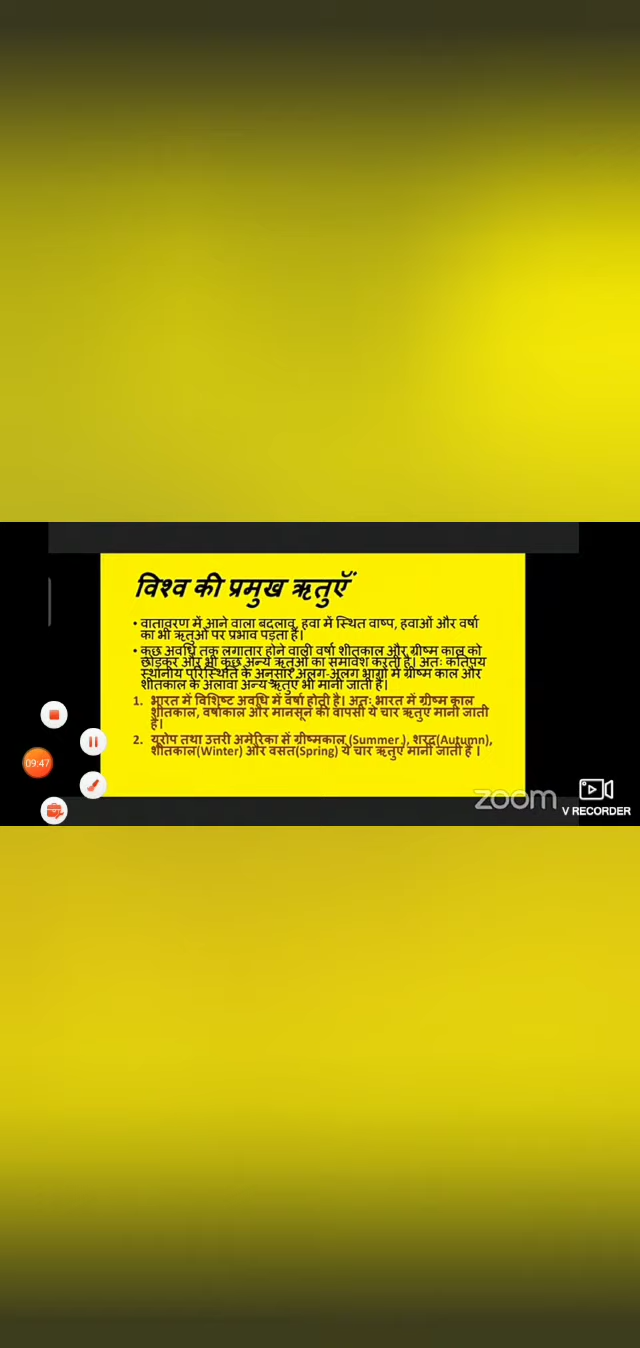 विश्व की प्रमुख ऋतुएँ
• वातावरण में आने वाला बदलाव, हवा में स्थित वाष्प, हवाओं और वर्षा
का भी ऋतुओं पर प्रभाव पड़ता है।
• कुछ अवधि तक लगातार होने वाली वर्षा शीतकाल और ग्रीष्म काल को
छोड़कर और भी कुछ अन्य ऋतुओं का समावेश करती है। अतः कतिपय
स्थानीय परिस्थिति के अनुसार अलग-अलग भागों में ग्रीष्म काल और
शीतकाल के अलावा अन्य ऋतुएं भी मानी जाती है।
1. भारत में विशिष्ट अवधि में वर्षा होती है। अतः भारत में ग्रीष्म काल
शीतकाल, वर्षाकाल और मानसून की वापसी ये चार ऋतुएं मानी जाती
है।
2. यूरोप तथा उत्तरी अमेरिका में ग्रीष्मकाल (Summer ), शरद(Autumn),
शीतकाल(Winter) और वसंत(Spring) ये चार ऋतुएं मानी जाती हैं ।
09:47
zoom
V RECORDER